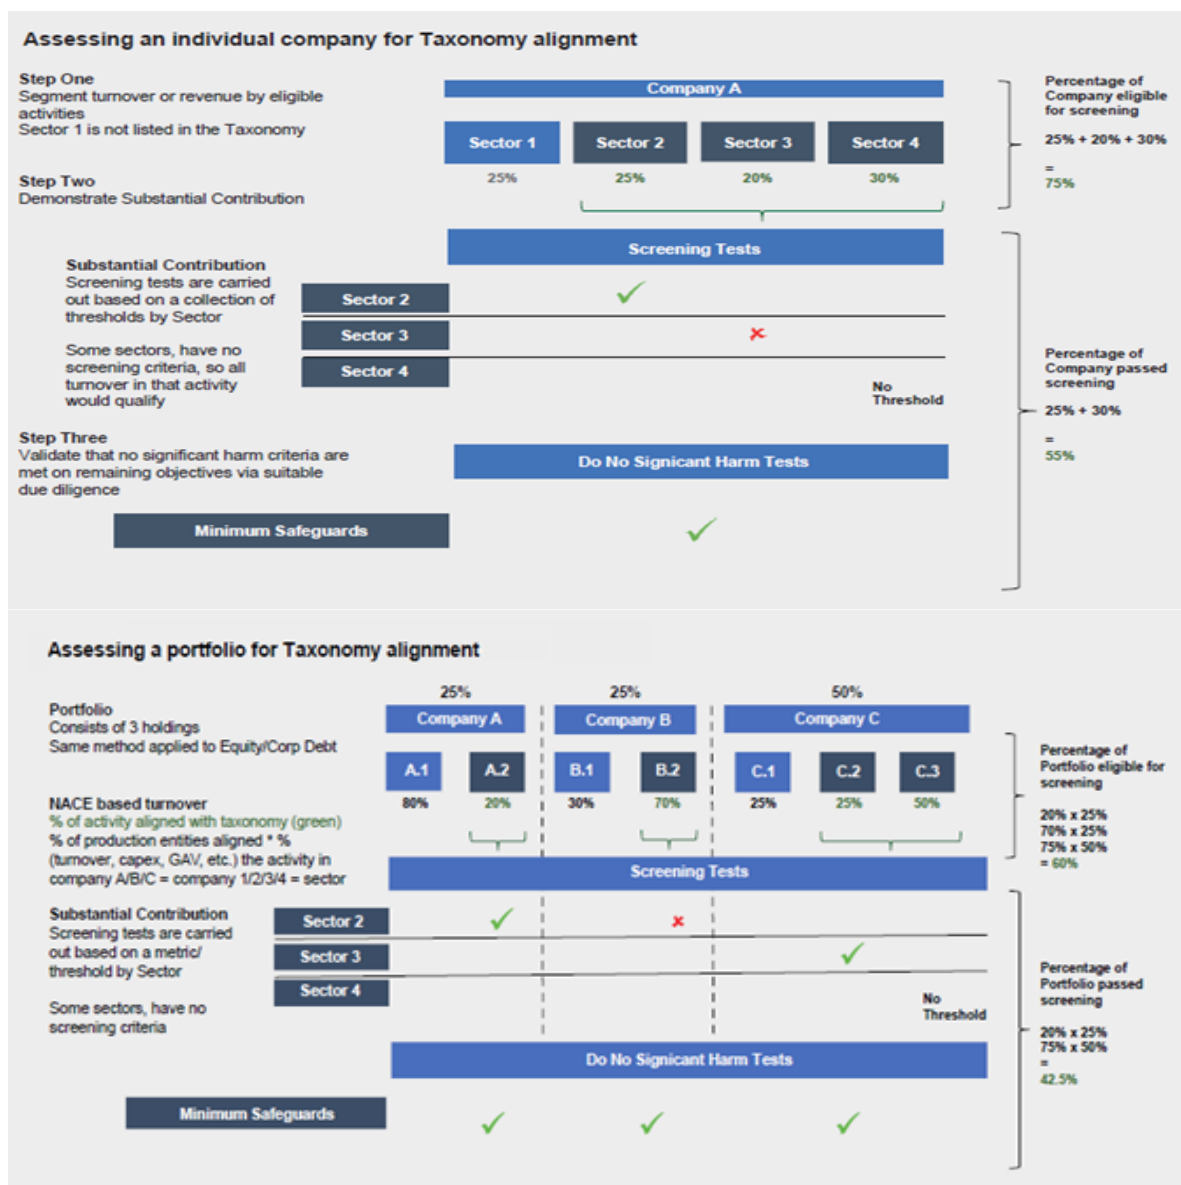 Assessing an individual company for Taxonomy alignment
Step One
Segment turnover or revenue by eligible
activities
Sector 1 is not listed in the Taxonomy
Company A
Sector 1
Sector 2
Sector 3
Sector 4
25%
25%
20%
30%
Percentage of
Company eligible
for screening
25% + 20% + 30%
=
75%
Step Two
Demonstrate Substantial Contribution
Screening Tests
Substantial Contribution
Screening tests are carried
out based on a collection of
thresholds by Sector
Some sectors, have no
screening criteria, so all
turnover in that activity
would qualify
Sector 2
Sector 3
Sector 4
No
Threshold
Percentage of
Company passed
screening
25% + 30%
=
55%
Step Three
Validate that no significant harm criteria are
met on remaining objectives via suitable
due diligence
Do No Signicant Harm Tests
Minimum Safeguards
Assessing a portfolio for Taxonomy alignment
Portfolio
Consists of 3 holdings
Same method applied to Equity/Corp Debt
25%
25%
50%
Company A
Company B
Company C
A.1
A.2
B.1
B.2
C.1
C.2
C.3
80%
20%
30%
70%
25%
25%
50%
Percentage of
Portfolio eligible for
screening
20% x 25%
70% x 25%
75% x 50%
= 60%
NACE based turnover
% of activity aligned with taxonomy (green)
% of production entities aligned * %
(turnover, capex, GAV, etc.) the activity in
company A/B/C = company 1/2/3/4 = sector
Screening Tests
Substantial Contribution
Screening tests are carried
out based on a metric/
threshold by Sector
Some sectors, have no
screening criteria
Sector 2
Sector 3
Sector 4
No
Threshold
Percentage of
Portfolio passed
screening
20% x 25%
75% x 50%
=
42.5%
Do No Signicant Harm Tests
Minimum Safeguards